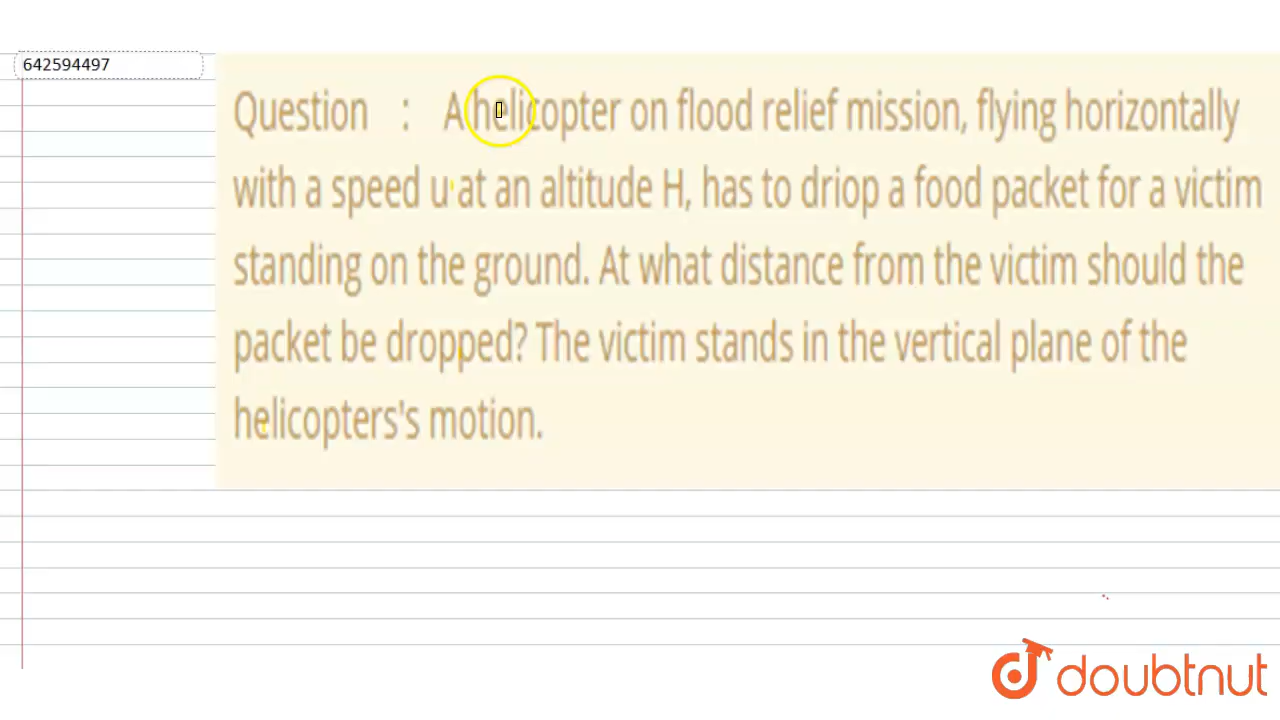 642594497
Question : A helicopter on flood relief mission, flying horizontally
with a speed u at an altitude H, has to driop a food packet for a victim
standing on the ground. At what distance from the victim should the
packet be dropped? The victim stands in the vertical plane of the
helicopters's motion.
doubtnut